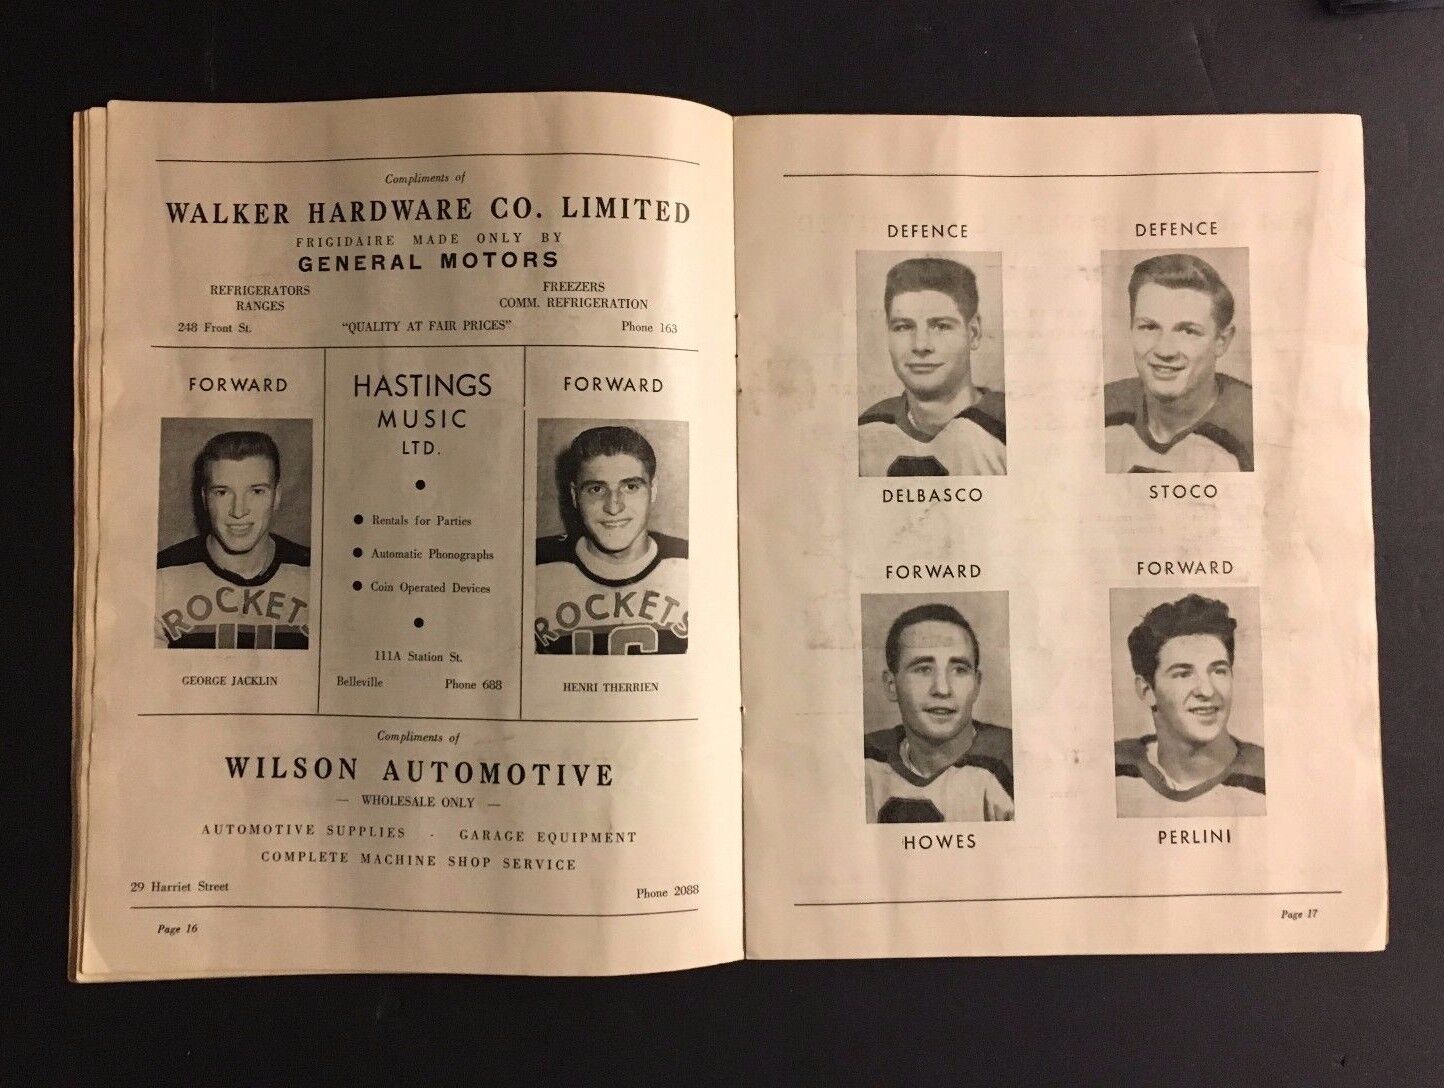 Compliments of
WALKER HARDWARE CO. LIMITED
FRIGIDAIRE MADE ONLY BY
GENERAL MOTORS
REFRIGERATORS
RANGES
FREEZERS
COMM. REFRIGERATION
248 Front St. "QUALITY AT FAIR PRICES" Phone 163
FORWARD
ROCKETS
GEORGE JACKLIN
HASTINGS
MUSIC
LTD.
● Rentals for Parties
● Automatic Phonographs
● Coin Operated Devices
111A Station St.
Belleville Phone 688
FORWARD
ROCKETS
16
HENRI THERRIEN
Compliments of
WILSON AUTOMOTIVE
— WHOLESALE ONLY —
AUTOMOTIVE SUPPLIES - GARAGE EQUIPMENT
COMPLETE MACHINE SHOP SERVICE
29 Harriet Street Phone 2088
Page 16
DEFENCE
DELBASCO
DEFENCE
STOCO
FORWARD
HOWES
FORWARD
PERLINI
Page 17